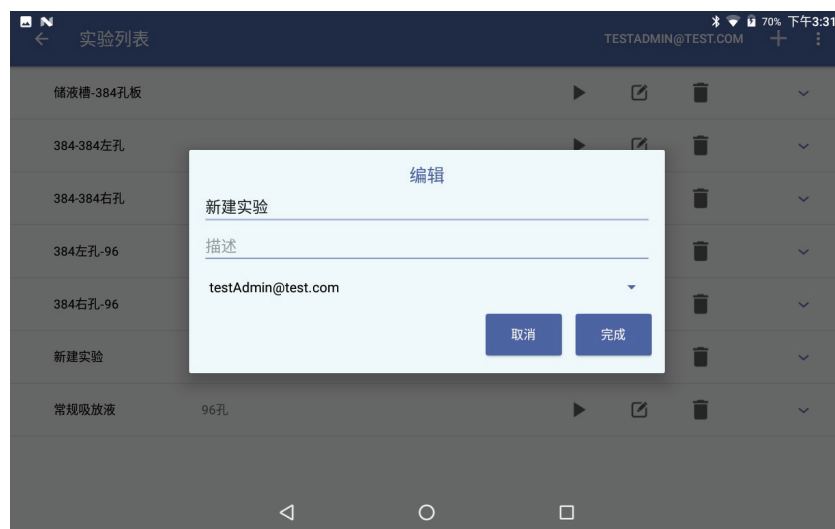 70% 下午3:31
实验列表 TESTADMIN@TEST.COM
储液槽-384孔板
384-384左孔
编辑
384-384右孔
新建实验
384左孔-96
描述
testAdmin@test.com
384右孔-96
取消 完成
新建实验
常规吸放液 96孔